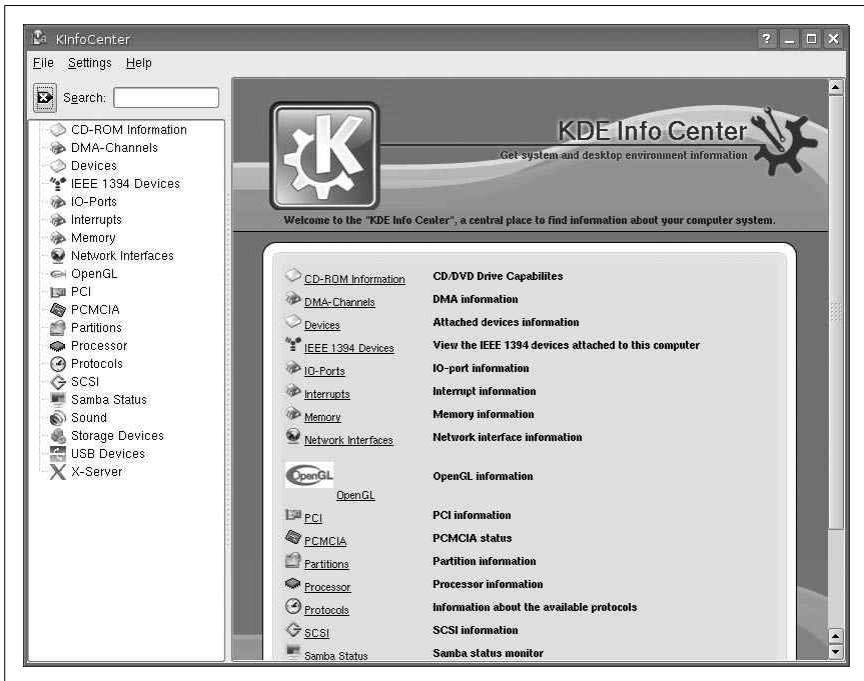 KInfoCenter
File Settings Help
Search:
CD-ROM Information
DMA-Channels
Devices
IEEE 1394 Devices
IO-Ports
Interrupts
Memory
Network Interfaces
OpenGL
PCI
PCMCIA
Partitions
Processor
Protocols
SCSI
Samba Status
Sound
Storage Devices
USB Devices
X-Server
KDE Info Center
Get system and desktop environment information
Welcome to the "KDE Info Center", a central place to find information about your computer system.
CD-ROM Information CD/DVD Drive Capabilites
DMA-Channels DMA information
Devices Attached devices information
IEEE 1394 Devices View the IEEE 1394 devices attached to this computer
IO-Ports IO-port information
Interrupts Interrupt information
Memory Memory information
Network Interfaces Network interface information
OpenGL OpenGL information
OpenGL
PCI PCI information
PCMCIA PCMCIA status
Partitions Partition information
Processor Processor information
Protocols Information about the available protocols
SCSI SCSI information
Samba Status Samba status monitor